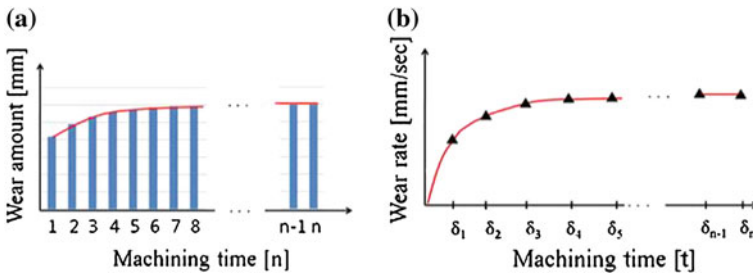 (a)
Wear amount [mm]
1 2 3 4 5 6 7 8 ... n-1 n
Machining time [n]
(b)
Wear rate [mm/sec]
δ1 δ2 δ3 δ4 δ5 ... δn-1 δn
Machining time [t]